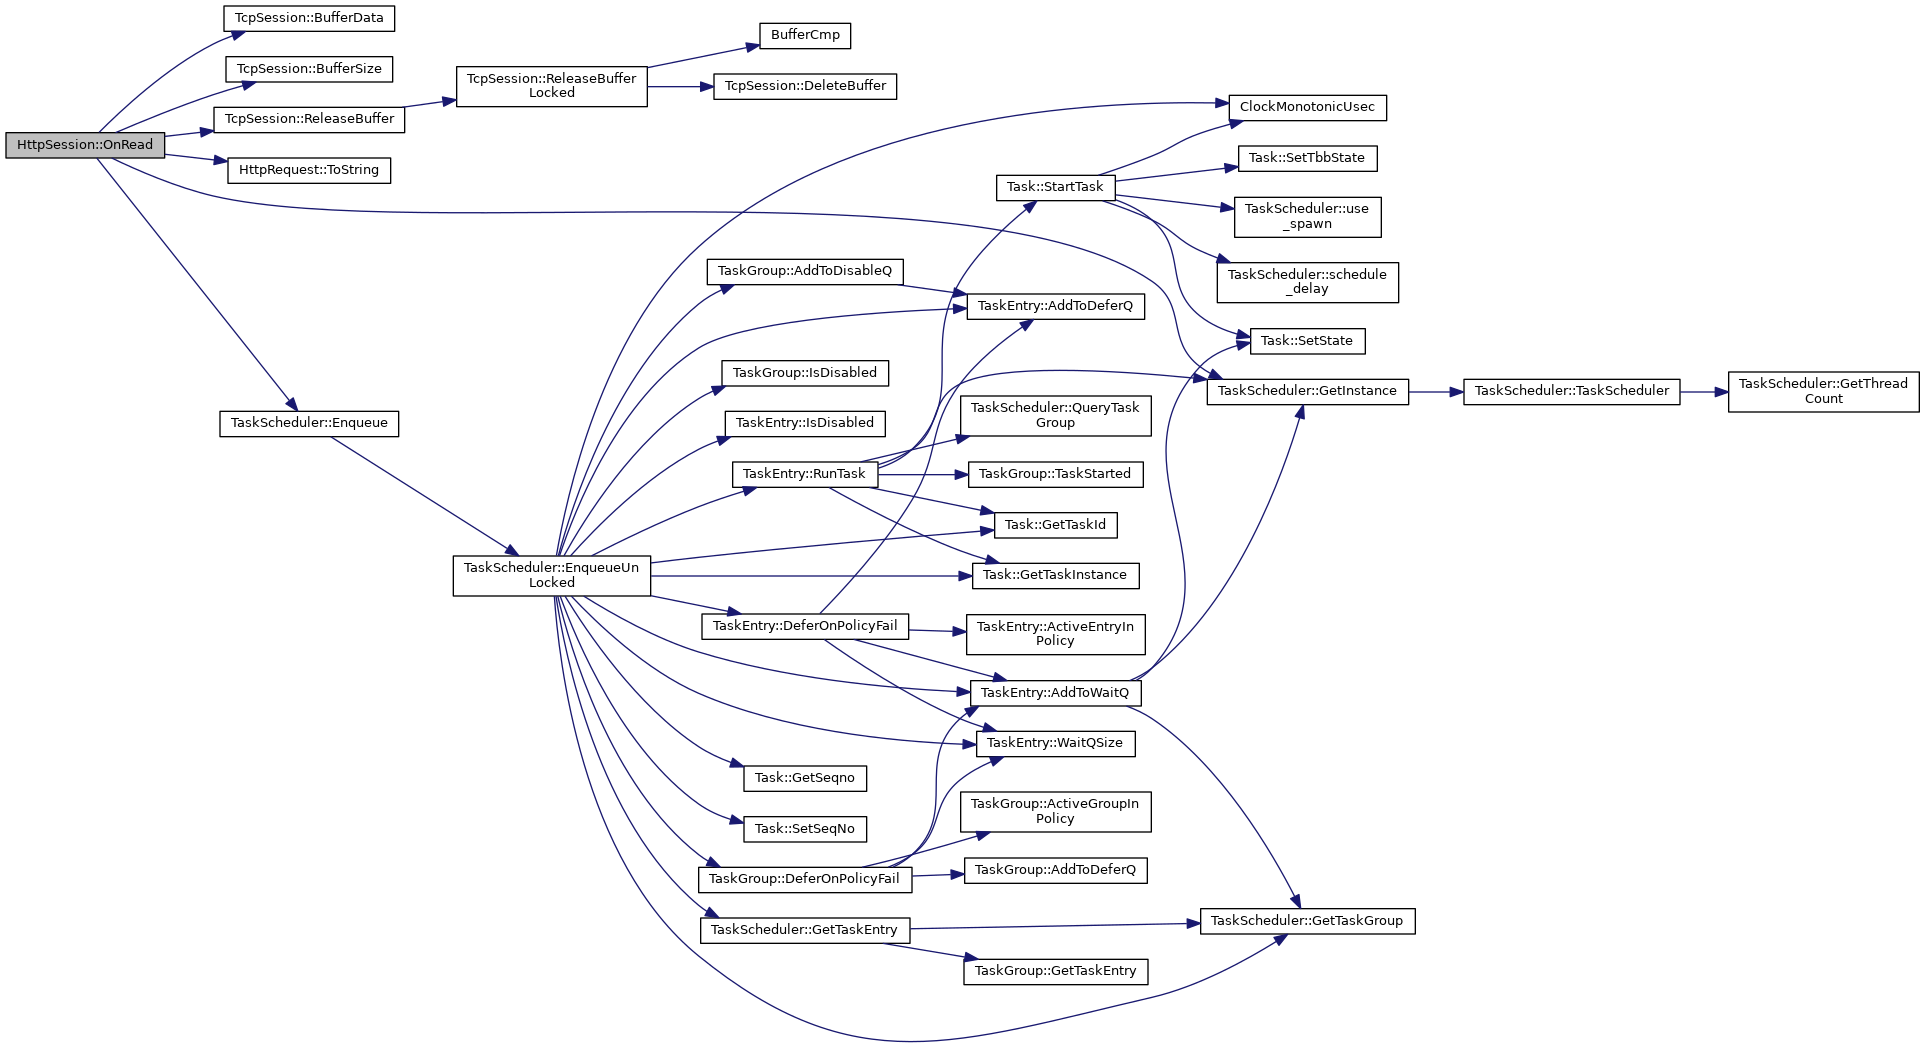 HttpSession::OnRead
TcpSession::BufferData
TcpSession::BufferSize
TcpSession::ReleaseBuffer
HttpRequest::ToString
TaskScheduler::Enqueue
TcpSession::ReleaseBuffer
Locked
TaskScheduler::EnqueueUn
Locked
BufferCmp
TcpSession::DeleteBuffer
TaskGroup::AddToDisableQ
TaskGroup::IsDisabled
TaskEntry::IsDisabled
TaskEntry::RunTask
TaskEntry::DeferOnPolicyFail
Task::GetSeqno
Task::SetSeqNo
TaskGroup::DeferOnPolicyFail
TaskScheduler::GetTaskEntry
Task::StartTask
TaskEntry::AddToDeferQ
TaskScheduler::QueryTask
Group
TaskGroup::TaskStarted
Task::GetTaskId
Task::GetTaskInstance
TaskEntry::ActiveEntryIn
Policy
TaskEntry::AddToWaitQ
TaskEntry::WaitQSize
TaskGroup::ActiveGroupIn
Policy
TaskGroup::AddToDeferQ
TaskGroup::GetTaskEntry
ClockMonotonicUsec
Task::SetTbbState
TaskScheduler::use
_spawn
TaskScheduler::schedule
_delay
Task::SetState
TaskScheduler::GetInstance
TaskScheduler::GetTaskGroup
TaskScheduler::TaskScheduler
TaskScheduler::GetThread
Count